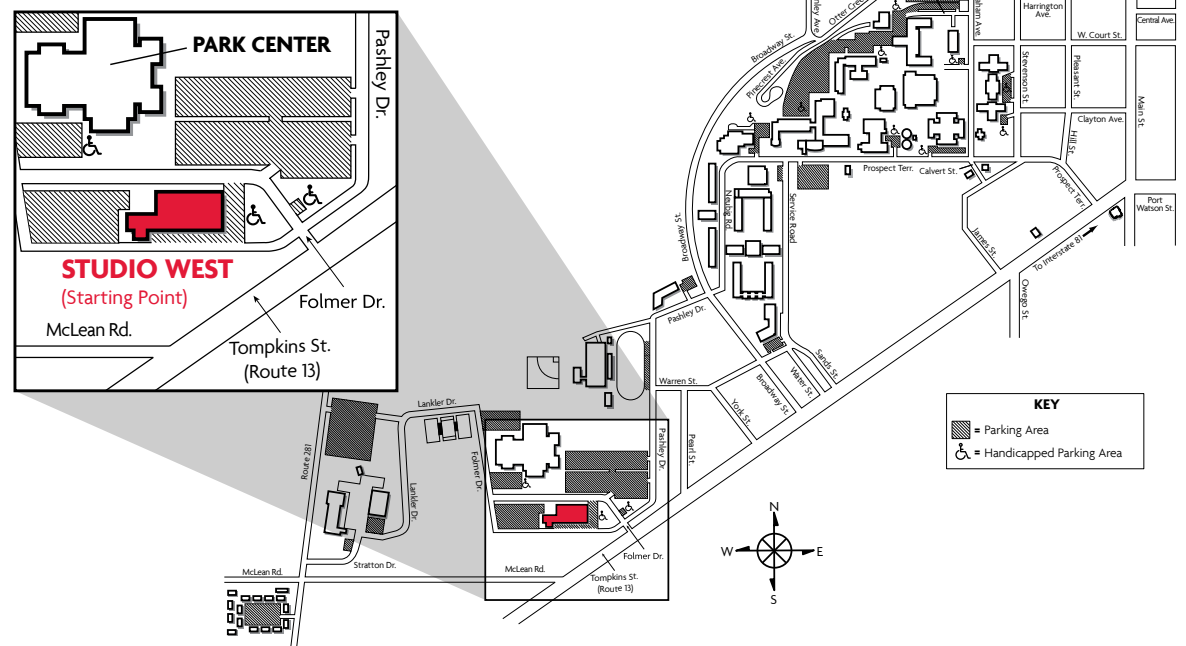 PARK CENTER
Pashley Dr.
STUDIO WEST
(Starting Point)
Folmer Dr.
McLean Rd.
Tompkins St.
(Route 13)
Otter
Broadway St.
Pinecrest Ave.
Ave.
Harrington
Ave.
Central Ave.
W. Court St.
Stevenson St.
Pleasant St.
Main St.
Clayton Ave.
Hill St.
Prospect Terr.
Calvert St.
Prospect Terr.
Port
Watson St.
Neubig Rd.
Service Road
Broadway St.
James St.
To Interstate 81
Owego St.
Pashley Dr.
Sands St.
Water St.
Broadway St.
York St.
Warren St.
Pearl St.
Pashley Dr.
Lankler Dr.
Folmer Dr.
Route 281
Lankler Dr.
Stratton Dr.
McLean Rd.
McLean Rd.
Folmer Dr.
Tompkins St.
(Route 13)
KEY
= Parking Area
= Handicapped Parking Area
N
W
E
S